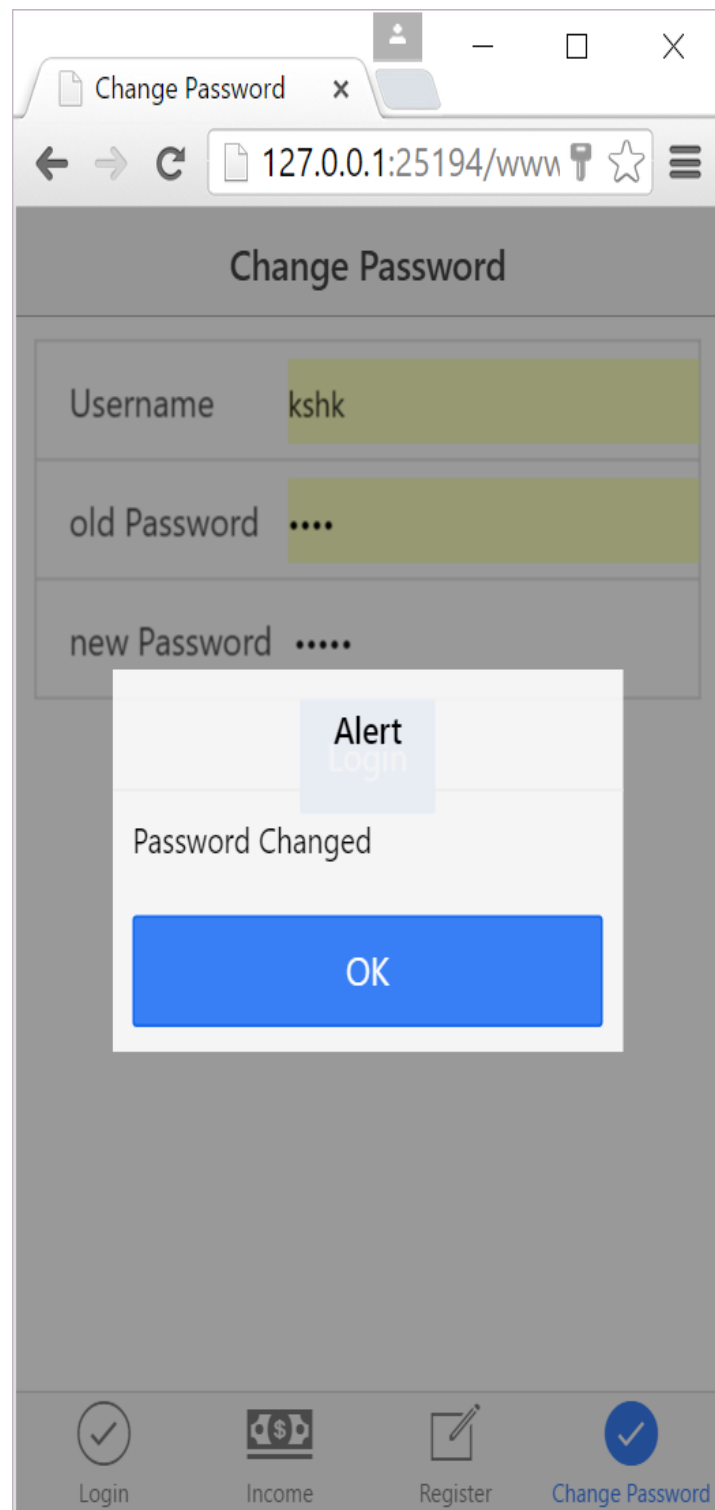 Change Password
127.0.0.1:25194/www
Change Password
Username kshk
old Password ••••
new Password •••••
Alert
Login
Password Changed
OK
Login Income Register Change Password